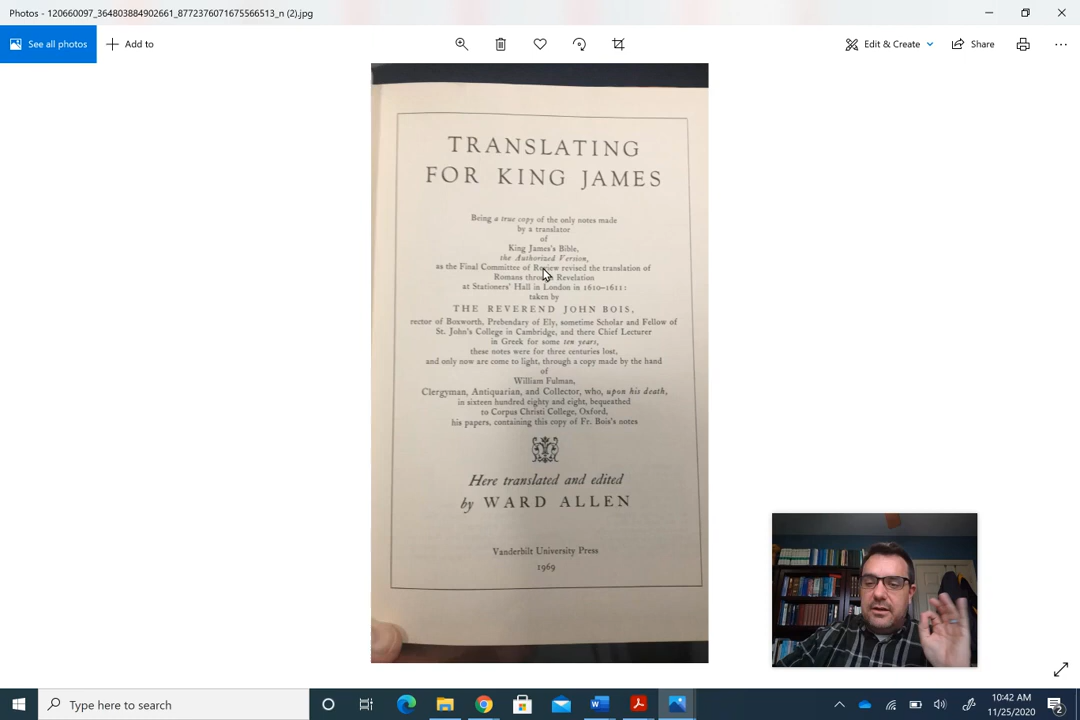 Photos - 120660097_364803884902661_8772376071675566513_n (2).jpg
See all photos
Add to
Edit & Create
Share
TRANSLATING
FOR KING JAMES
Being a true copy of the only notes made
by a translator
of
King James's Bible,
the Authorized Version,
as the Final Committee of Review revised the translation of
Romans through Revelation
at Stationers' Hall in London in 1610-1611:
taken by
THE REVEREND JOHN BOIS,
rector of Boxworth, Prebendary of Ely, sometime Scholar and Fellow of
St. John's College in Cambridge, and there Chief Lecturer
in Greek for some ten years,
these notes were for three centuries lost,
and only now are come to light, through a copy made by the hand
of
William Fulman,
Clergyman, Antiquarian, and Collector, who, upon his death,
in sixteen hundred eighty and eight, bequeathed
to Corpus Christi College, Oxford,
his papers, containing this copy of Fr. Bois's notes
Here translated and edited
by WARD ALLEN
Vanderbilt University Press
1969
Type here to search
10:42 AM
11/25/2020
2